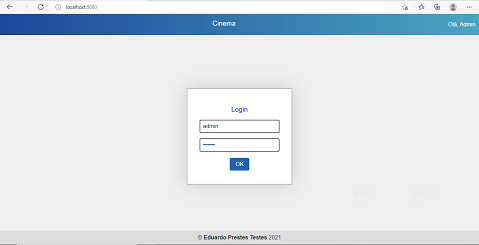 localhost:8080
Cinema
Olá, Admin
Login
admin
OK
© Eduardo Prestes Testes 2021